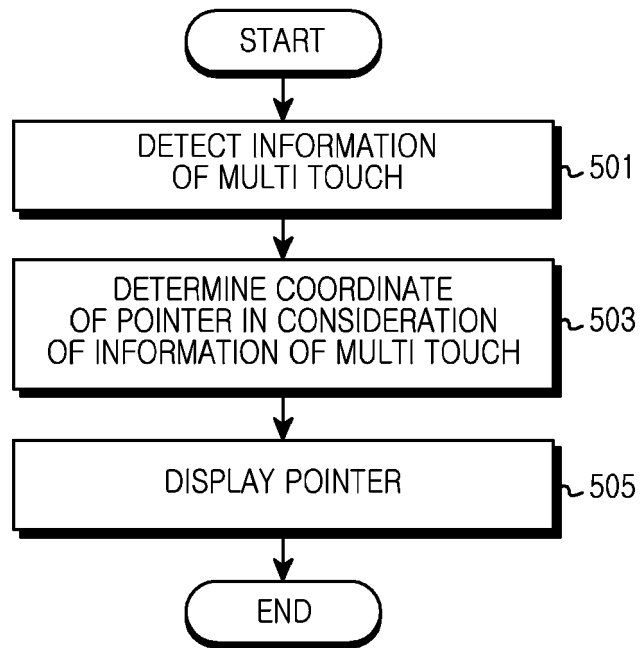 START
DETECT INFORMATION
OF MULTI TOUCH
501
DETERMINE COORDINATE
OF POINTER IN CONSIDERATION
OF INFORMATION OF MULTI TOUCH
503
DISPLAY POINTER
505
END